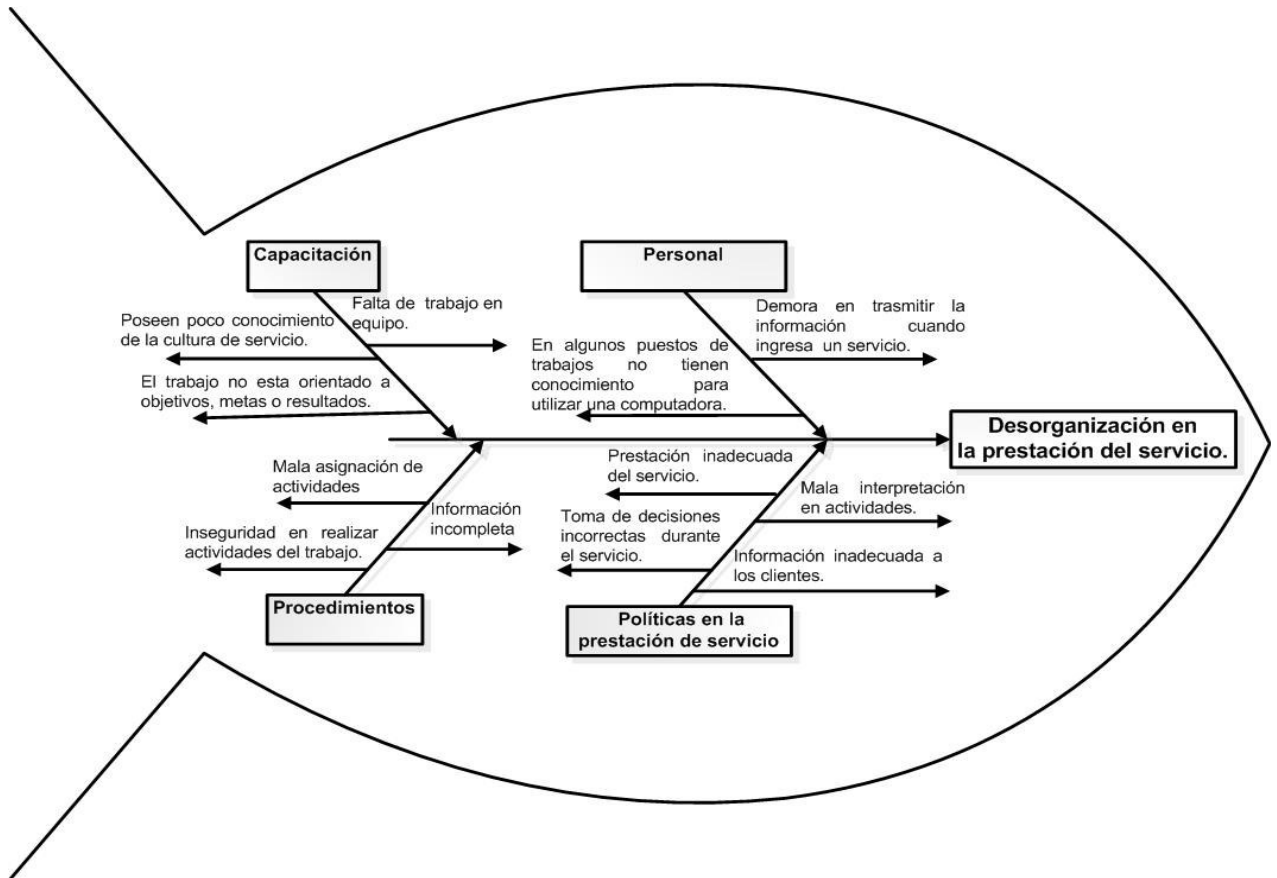 Capacitación
Falta de trabajo en
equipo.
Poseen poco conocimiento
de la cultura de servicio.
El trabajo no esta orientado a
objetivos, metas o resultados.
Personal
Demora en trasmitir la
información cuando
ingresa un servicio.
En algunos puestos de
trabajos no tienen
conocimiento para
utilizar una computadora.
Desorganización en
la prestación del servicio.
Mala asignación de
actividades
Información
incompleta
Inseguridad en realizar
actividades del trabajo.
Procedimientos
Prestación inadecuada
del servicio.
Mala interpretación
en actividades.
Toma de decisiones
incorrectas durante
el servicio.
Información inadecuada a
los clientes.
Políticas en la
prestación de servicio